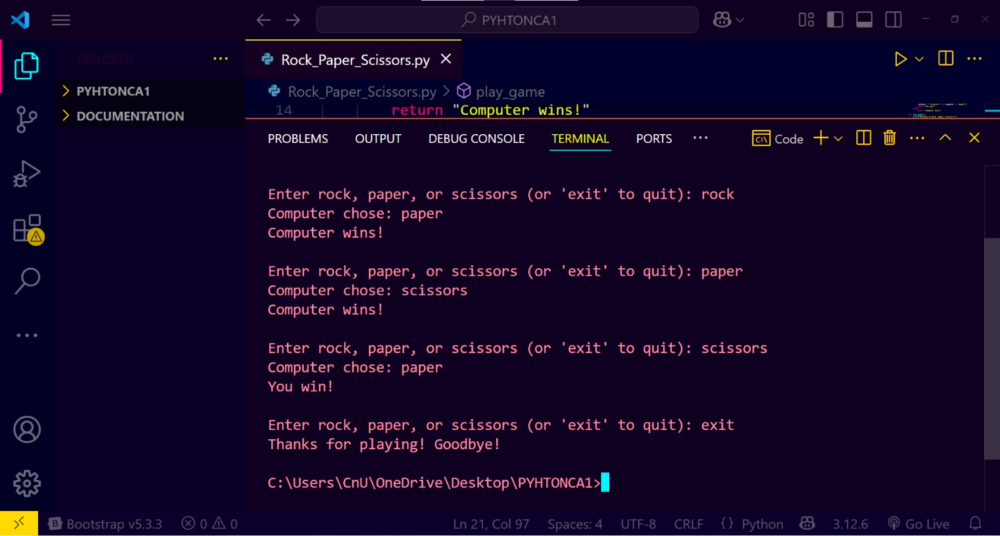 PYHTONCA1
EXPLORER
PYHTONCA1
DOCUMENTATION
Rock_Paper_Scissors.py
Rock_Paper_Scissors.py > play_game
14 return "Computer wins!"
PROBLEMS OUTPUT DEBUG CONSOLE TERMINAL PORTS Code
Enter rock, paper, or scissors (or 'exit' to quit): rock
Computer chose: paper
Computer wins!
Enter rock, paper, or scissors (or 'exit' to quit): paper
Computer chose: scissors
Computer wins!
Enter rock, paper, or scissors (or 'exit' to quit): scissors
Computer chose: paper
You win!
Enter rock, paper, or scissors (or 'exit' to quit): exit
Thanks for playing! Goodbye!
C:\Users\CnU\OneDrive\Desktop\PYHTONCA1>
Bootstrap v5.3.3 0 0 Ln 21, Col 97 Spaces: 4 UTF-8 CRLF {} Python 3.12.6 Go Live